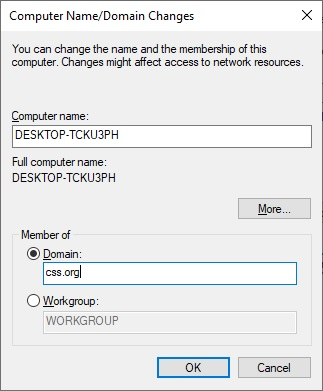 Computer Name/Domain Changes
You can change the name and the membership of this
computer. Changes might affect access to network resources.
Computer name:
DESKTOP-TCKU3PH
Full computer name:
DESKTOP-TCKU3PH
More...
Member of
Domain:
css.org
Workgroup:
WORKGROUP
OK Cancel